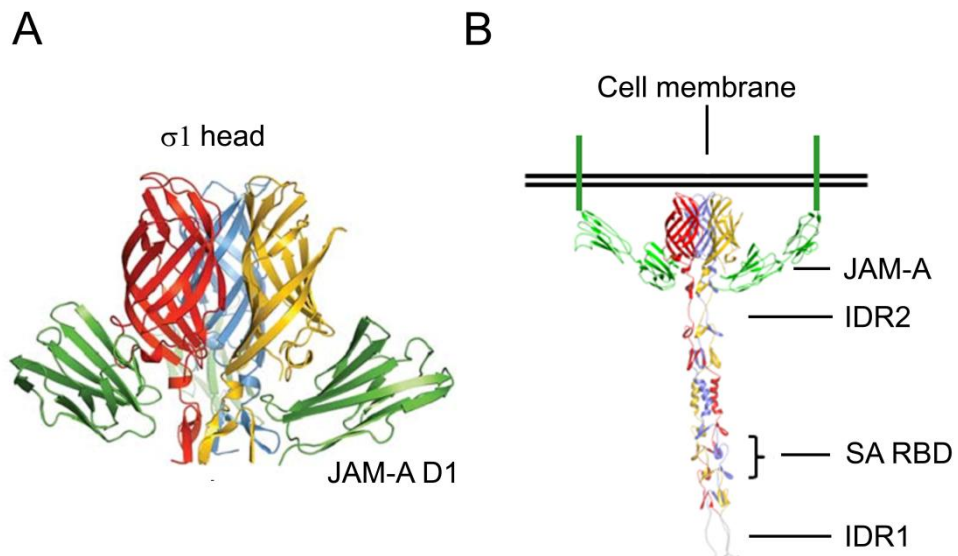 A
σ1 head
JAM-A D1
B
Cell membrane
JAM-A
IDR2
SA RBD
IDR1